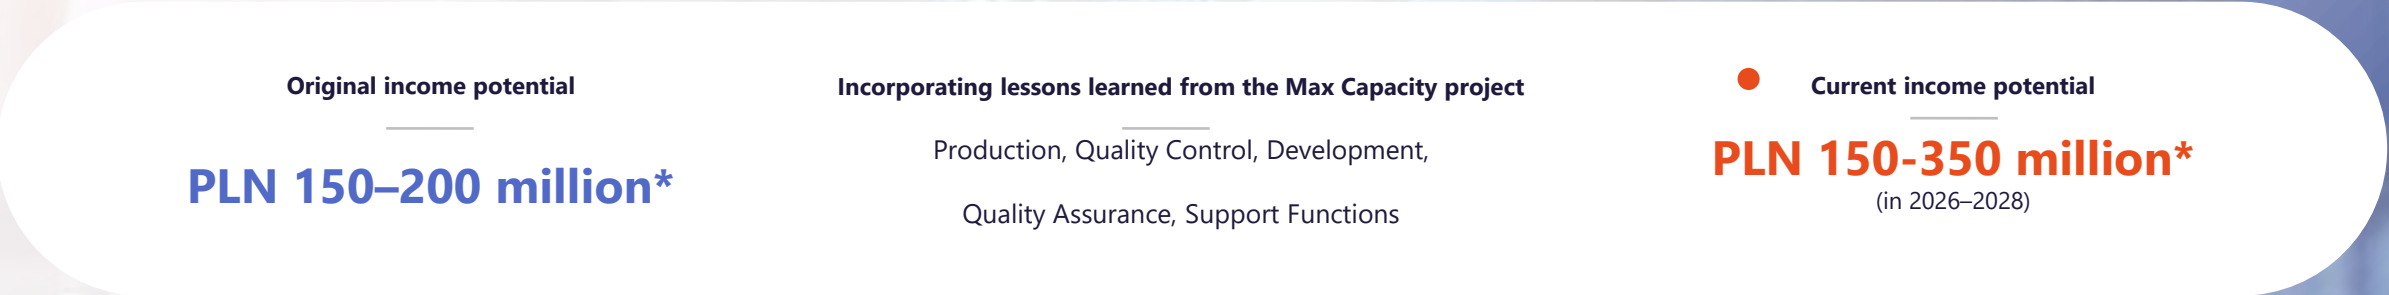 Original income potential
PLN 150–200 million*
Incorporating lessons learned from the Max Capacity project
Production, Quality Control, Development,
Quality Assurance, Support Functions
Current income potential
PLN 150-350 million*
(in 2026–2028)